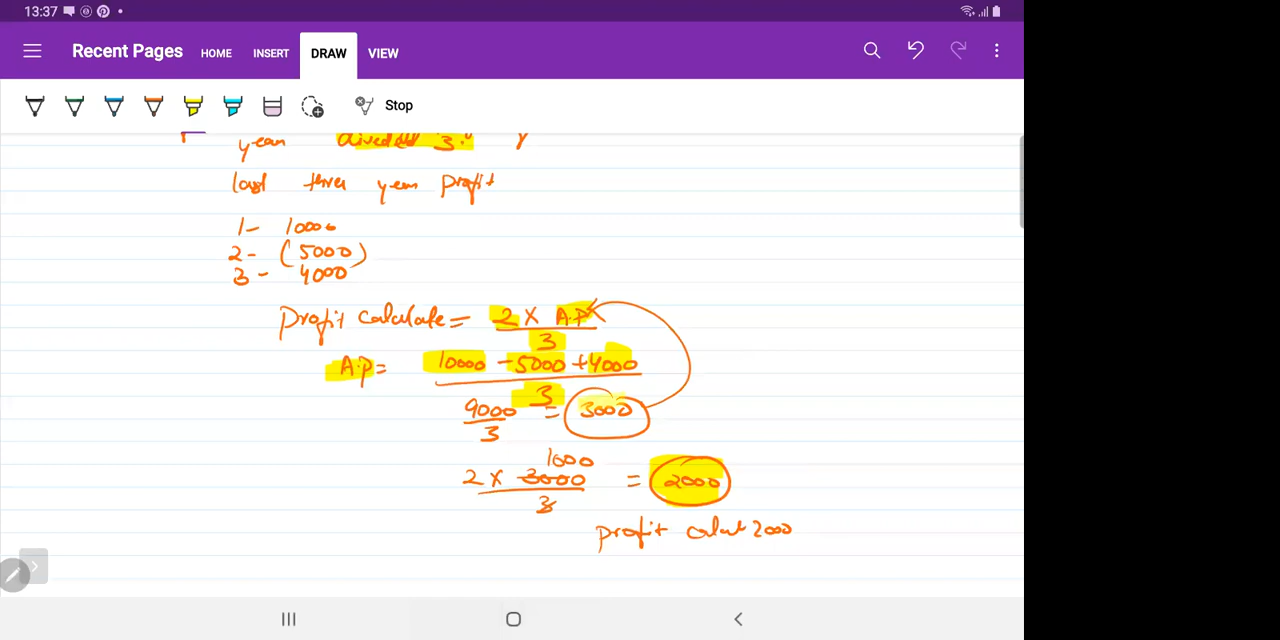 13:37
Recent Pages HOME INSERT DRAW VIEW
Stop
year divided 3.
last three year profit
1- 10000
2- (5000)
3- 4000
profit calculate = 2 X A.P
3
A.P = 10000 - 5000 + 4000
3
9000 = 3000
3
1000
2 X 3000 = 2000
3
profit 2000